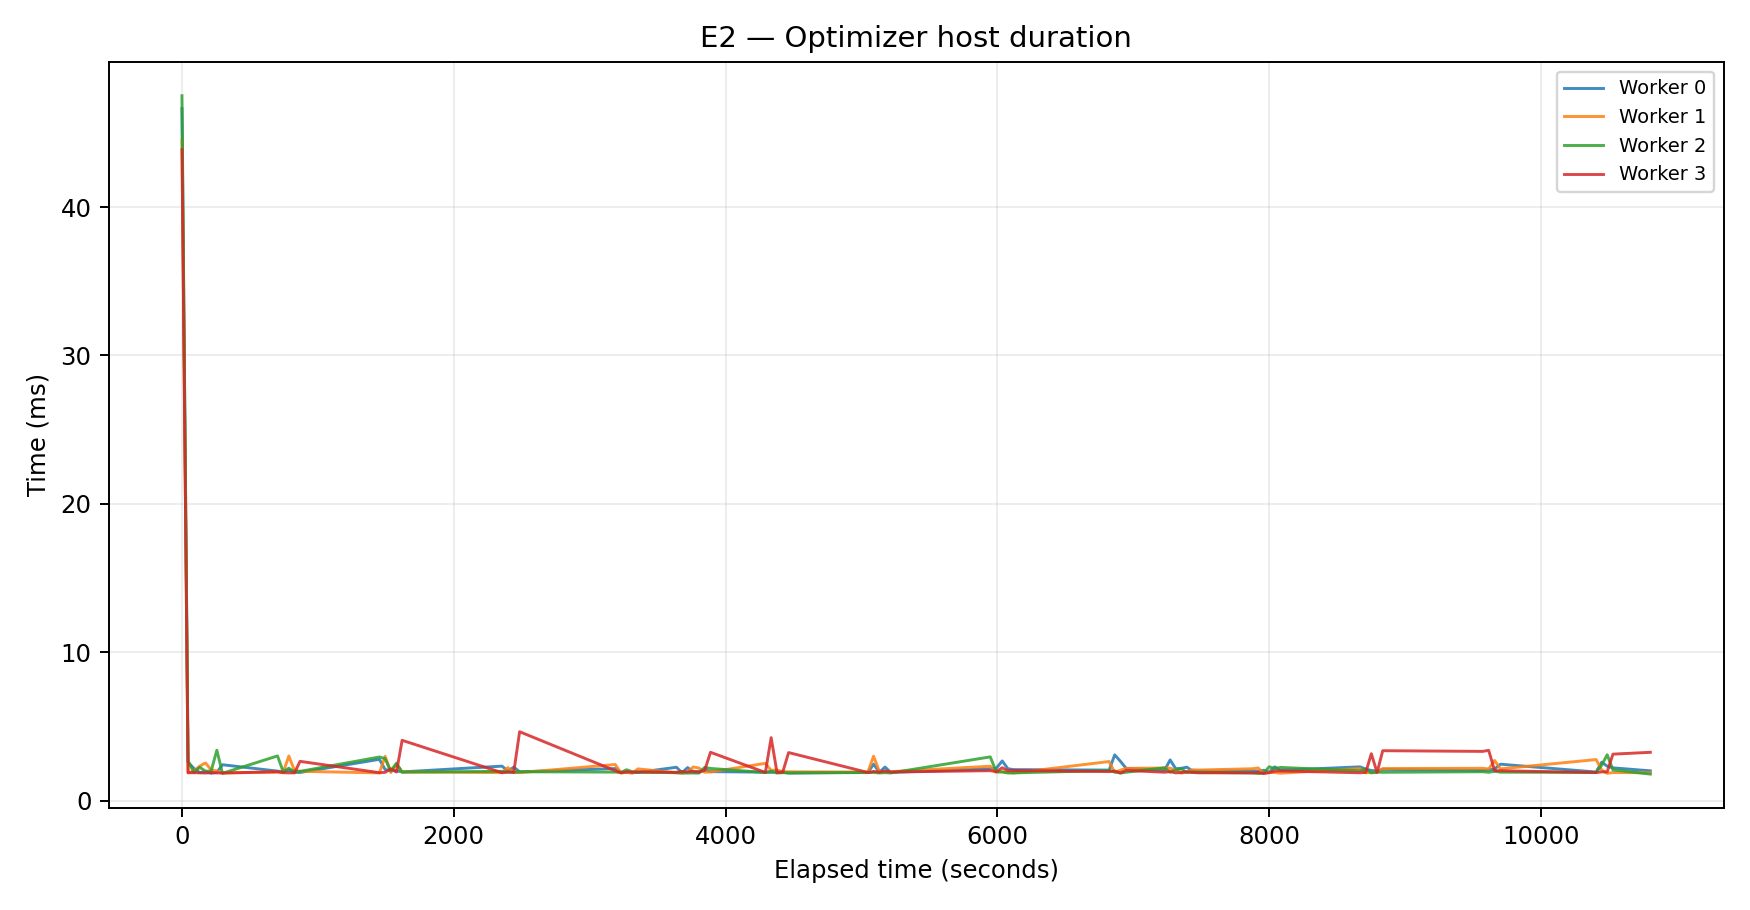 E2 — Optimizer host duration
Worker 0
Worker 1
Worker 2
Worker 3
Time (ms)
40
30
20
10
0
0 2000 4000 6000 8000 10000
Elapsed time (seconds)